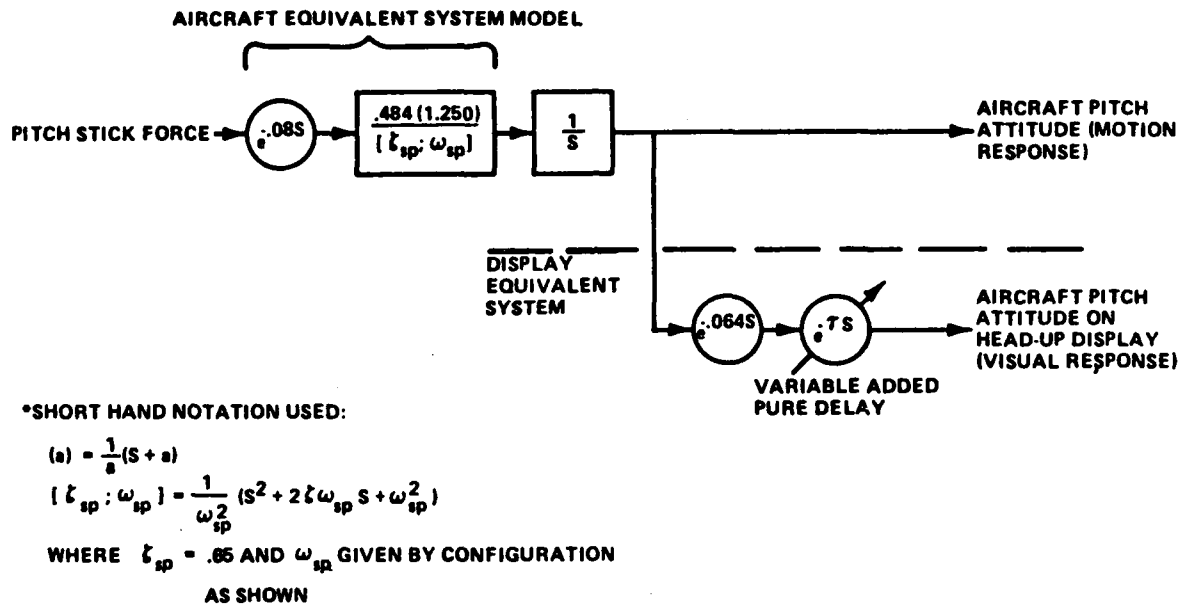 AIRCRAFT EQUIVALENT SYSTEM MODEL
PITCH STICK FORCE
e^-.08S
.484 (1.250)
[ ζsp; ωsp]
1
S
AIRCRAFT PITCH
ATTITUDE (MOTION
RESPONSE)
DISPLAY
EQUIVALENT
SYSTEM
e^-.064S
e^-τS
AIRCRAFT PITCH
ATTITUDE ON
HEAD-UP DISPLAY
(VISUAL RESPONSE)
VARIABLE ADDED
PURE DELAY
*SHORT HAND NOTATION USED:
(a) = 1/a (S + a)
[ ζsp ; ωsp ] = 1/ω²sp (S² + 2ζωsp S + ω²sp)
WHERE ζsp = .65 AND ωsp GIVEN BY CONFIGURATION
AS SHOWN